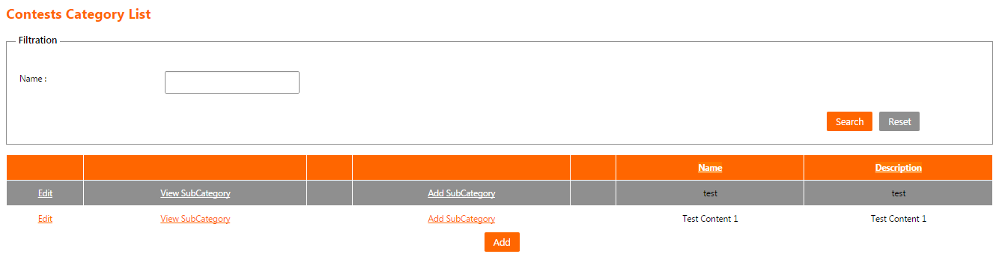 Contests Category List
Filtration
Name :
Search Reset
Name Description
Edit View SubCategory Add SubCategory test test
Edit View SubCategory Add SubCategory Test Content 1 Test Content 1
Add